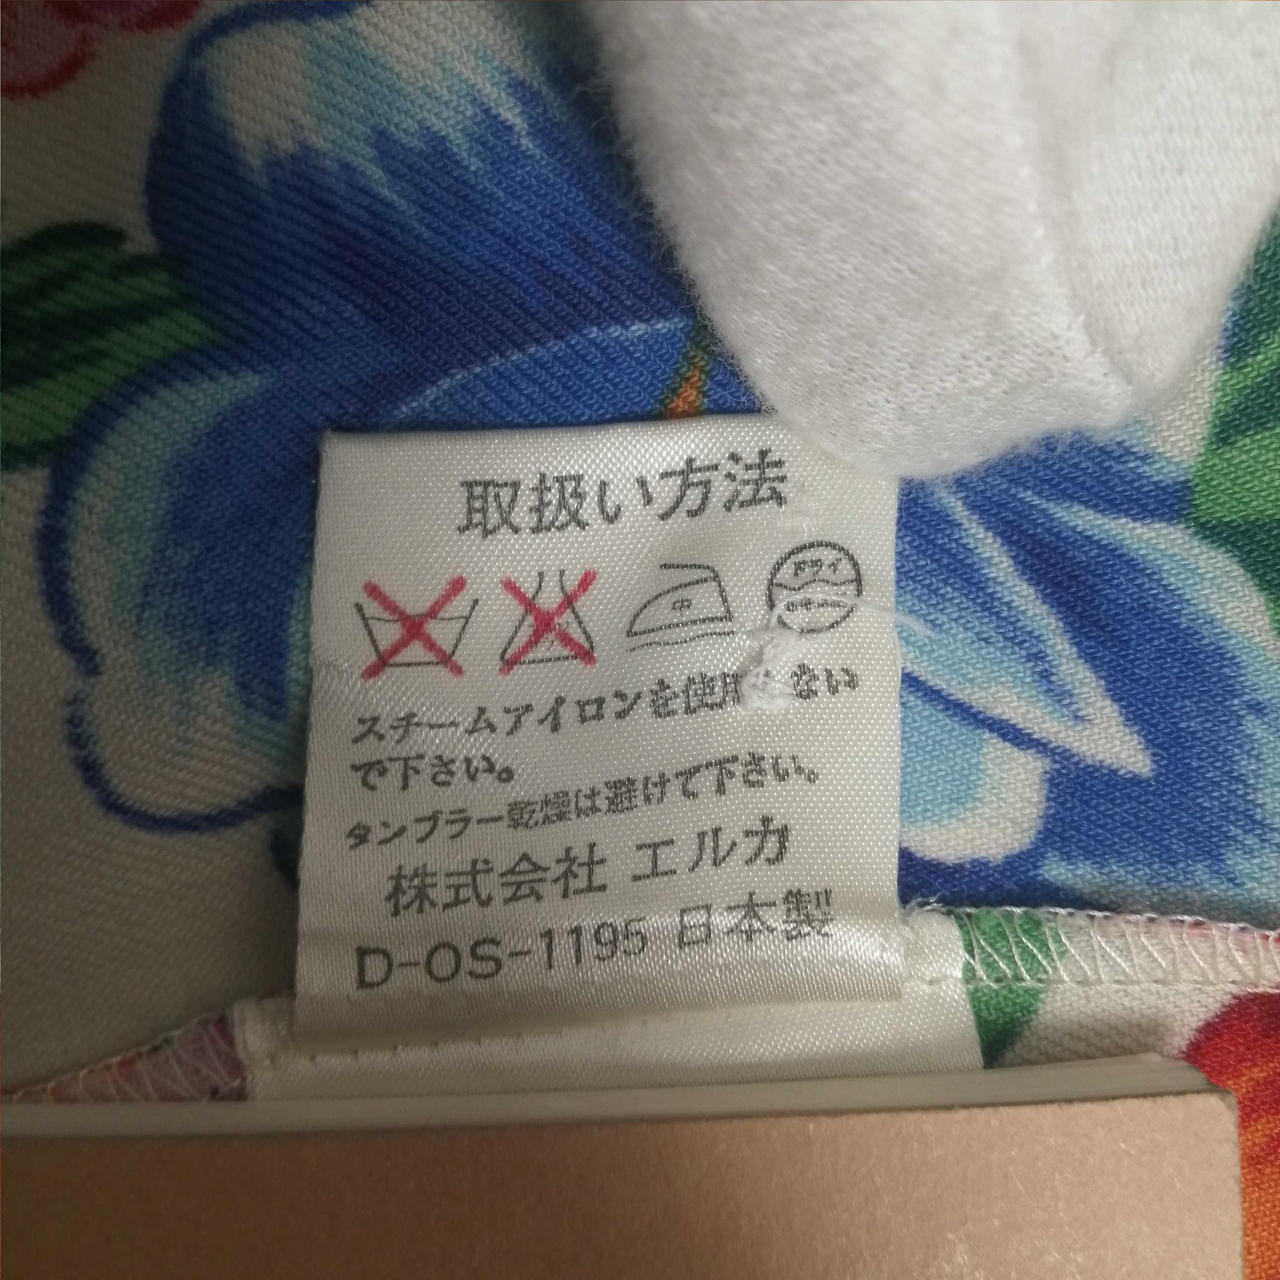 取扱い方法
中
ドライ
スチームアイロンを使用 ない
で下さい。
タンブラー乾燥は避けて下さい。
株式会社 エルカ
D-OS-1195 日本製